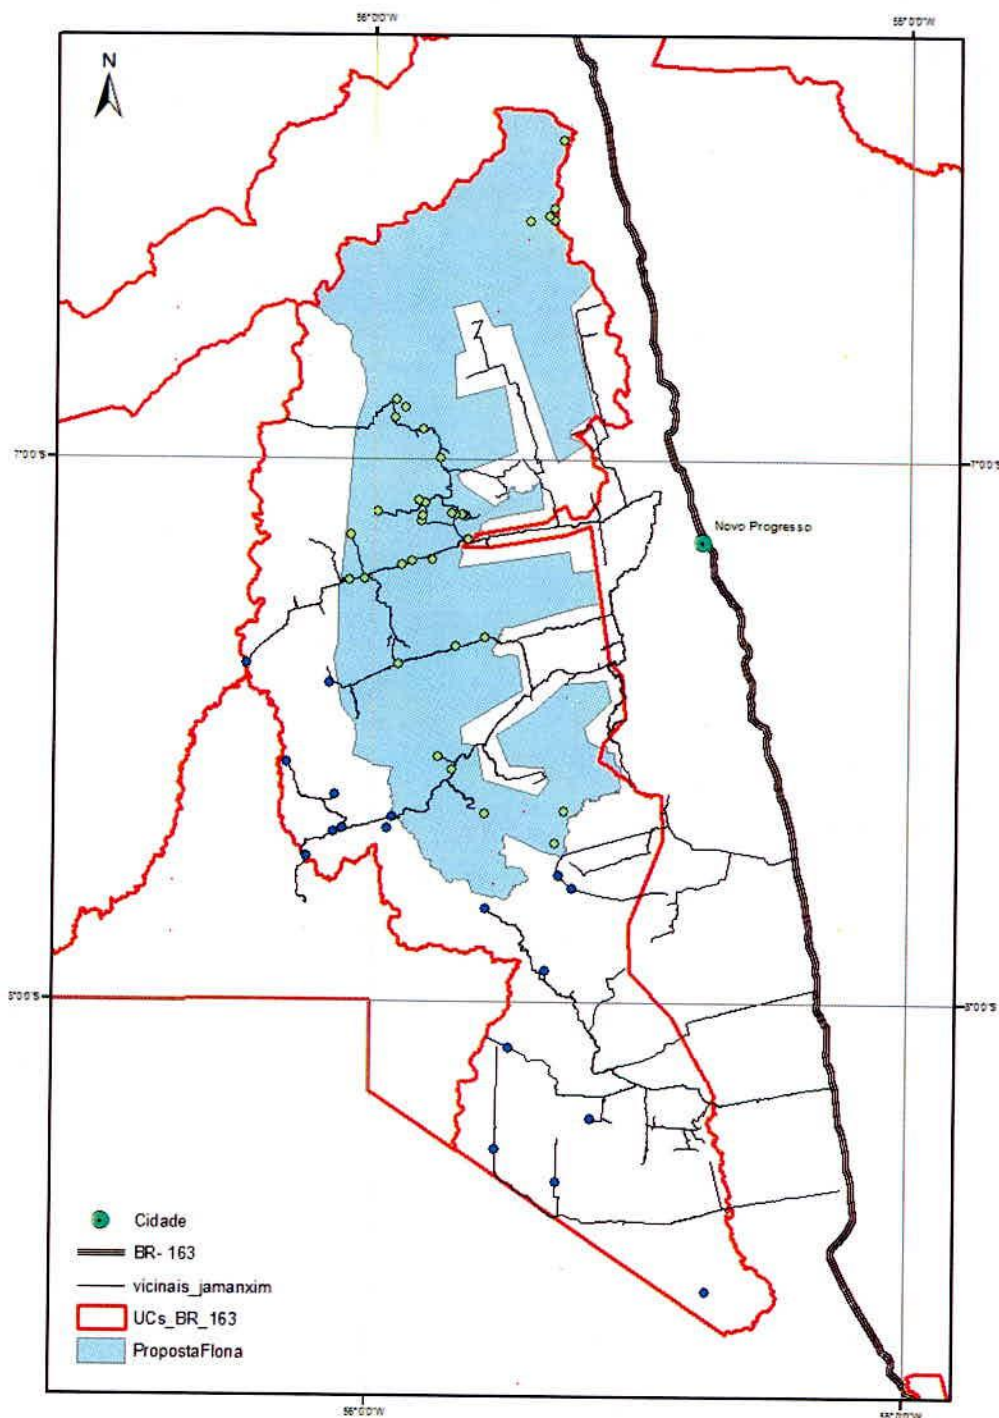 56°0'0"W
55°0'0"W
N
7°0'0"S
7°0'0"S
Novo Progresso
8°0'0"S
8°0'0"S
Cidade
BR- 163
vicinais_jamanxim
UCs_BR_163
PropostaFlona
56°0'0"W
55°0'0"W